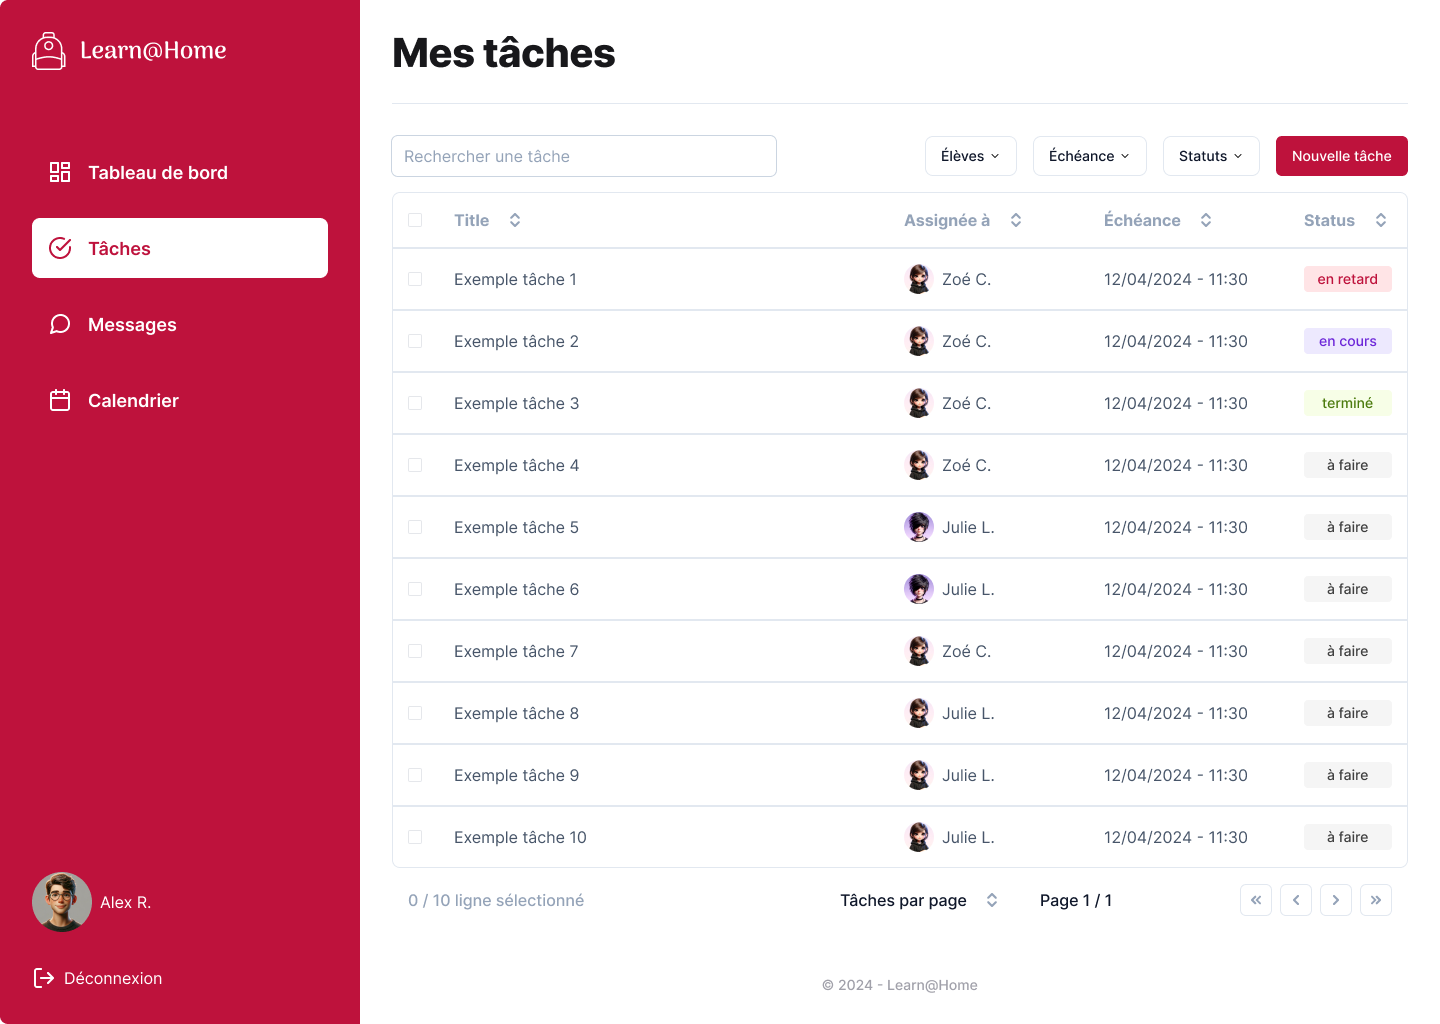 Learn@Home
Tableau de bord
Tâches
Messages
Calendrier
Alex R.
Déconnexion
Mes tâches
Rechercher une tâche
Élèves
Échéance
Statuts
Nouvelle tâche
Title Assignée à Échéance Status
Exemple tâche 1 Zoé C. 12/04/2024 - 11:30 en retard
Exemple tâche 2 Zoé C. 12/04/2024 - 11:30 en cours
Exemple tâche 3 Zoé C. 12/04/2024 - 11:30 terminé
Exemple tâche 4 Zoé C. 12/04/2024 - 11:30 à faire
Exemple tâche 5 Julie L. 12/04/2024 - 11:30 à faire
Exemple tâche 6 Julie L. 12/04/2024 - 11:30 à faire
Exemple tâche 7 Zoé C. 12/04/2024 - 11:30 à faire
Exemple tâche 8 Julie L. 12/04/2024 - 11:30 à faire
Exemple tâche 9 Julie L. 12/04/2024 - 11:30 à faire
Exemple tâche 10 Julie L. 12/04/2024 - 11:30 à faire
0 / 10 ligne sélectionné
Tâches par page
Page 1 / 1
© 2024 - Learn@Home